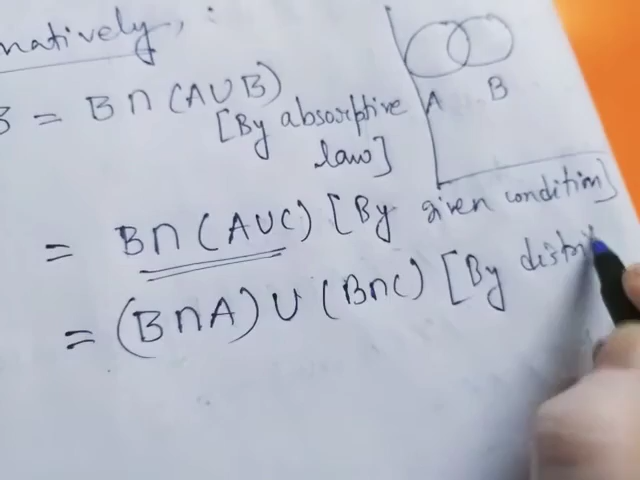 natively, :
B = B∩(A∪B)
[By absorptive
law]
A B
= B∩(A∪C) [By given condition]
= (B∩A)∪(B∩C) [By distri